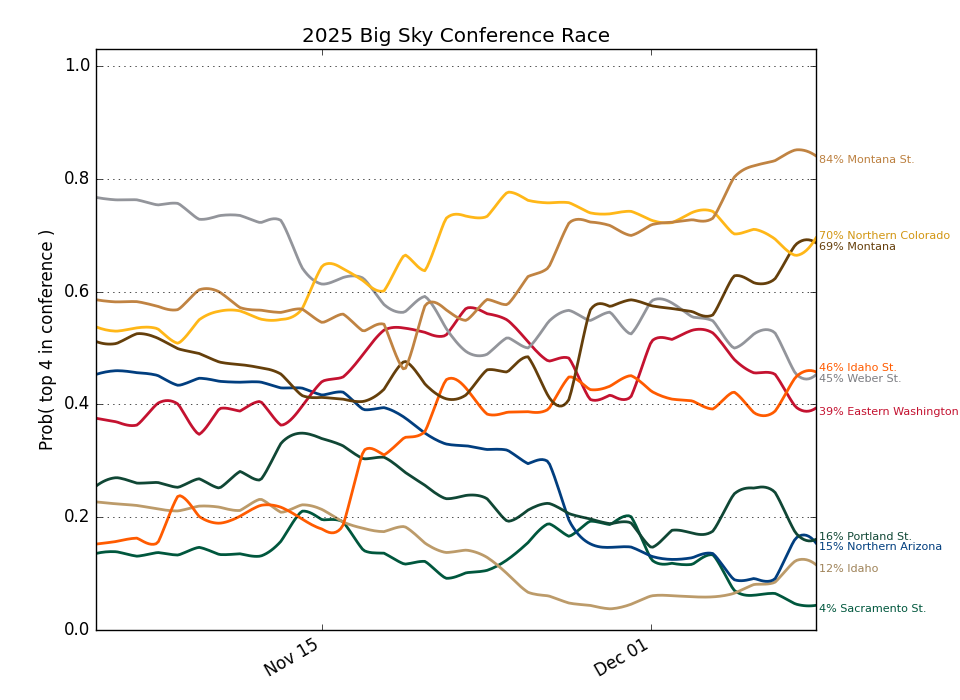 2025 Big Sky Conference Race
Prob( top 4 in conference )
1.0
0.8
0.6
0.4
0.2
0.0
Nov 15
Dec 01
84% Montana St.
70% Northern Colorado
69% Montana
46% Idaho St.
45% Weber St.
39% Eastern Washington
16% Portland St.
15% Northern Arizona
12% Idaho
4% Sacramento St.